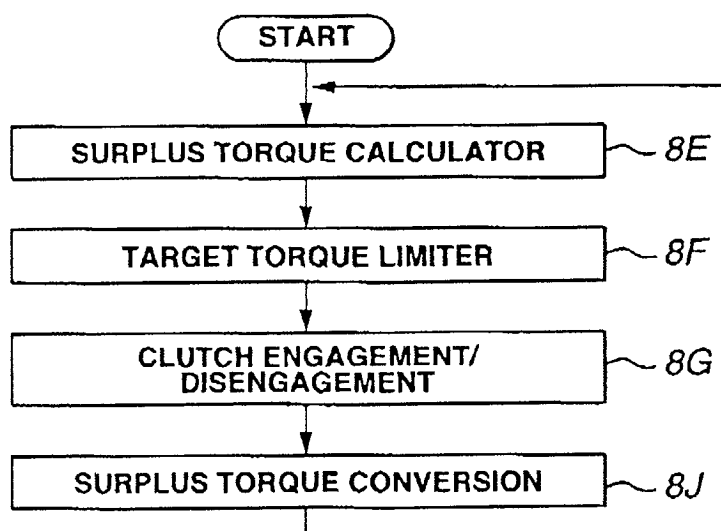 START
SURPLUS TORQUE CALCULATOR
8E
TARGET TORQUE LIMITER
8F
CLUTCH ENGAGEMENT/
DISENGAGEMENT
8G
SURPLUS TORQUE CONVERSION
8J